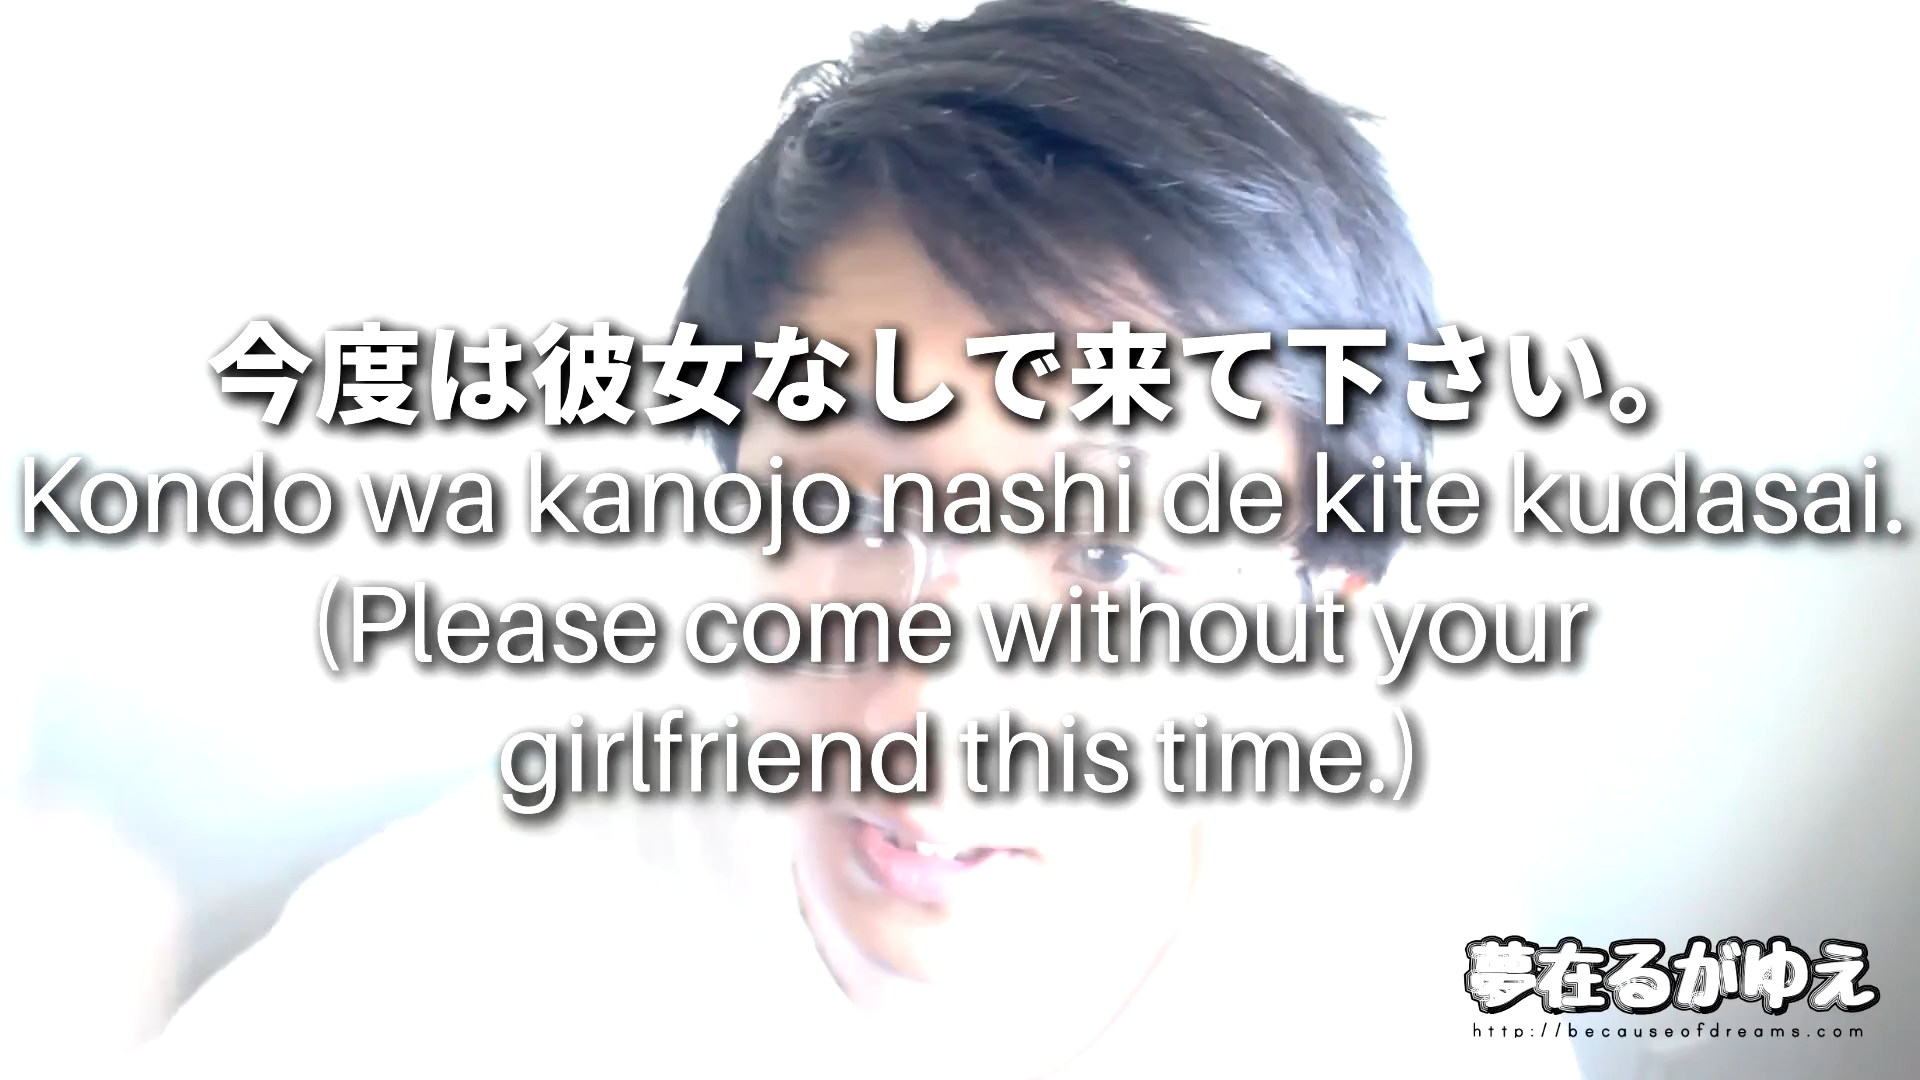 今度は彼女なしで来て下さい。
Kondo wa kanojo nashi de kite kudasai.
(Please come without your
girlfriend this time.)
夢在るがゆえ
http://becauseofdreams.com